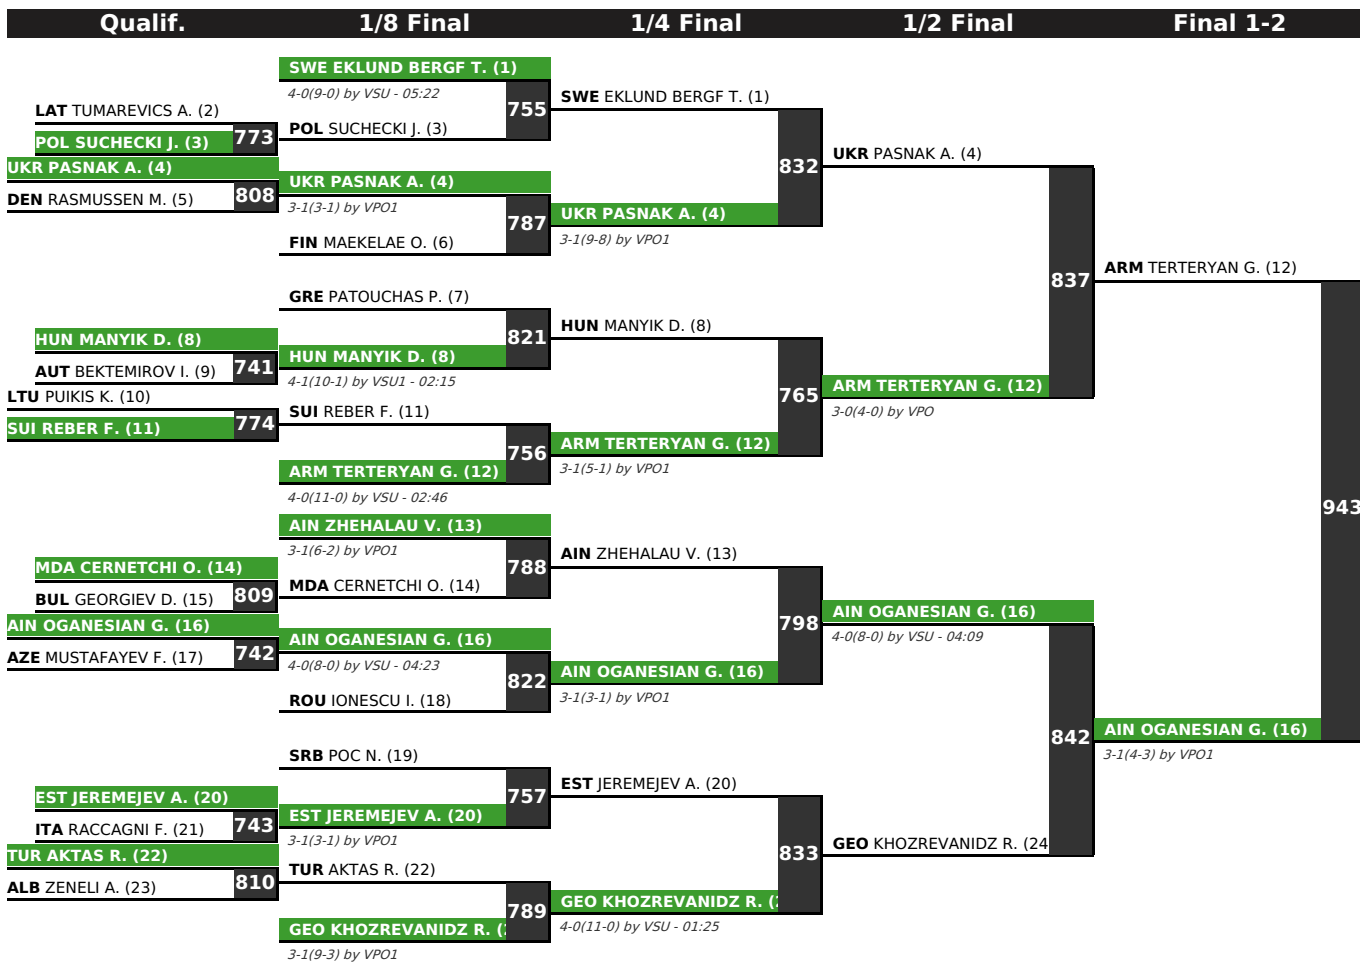 Qualif.
1/8 Final
1/4 Final
1/2 Final
Final 1-2
LAT TUMAREVICS A. (2)
POL SUCHECKI J. (3)
773
UKR PASNAK A. (4)
DEN RASMUSSEN M. (5)
808
HUN MANYIK D. (8)
AUT BEKTEMIROV I. (9)
741
LTU PUIKIS K. (10)
SUI REBER F. (11)
774
MDA CERNETCHI O. (14)
BUL GEORGIEV D. (15)
809
AIN OGANESIAN G. (16)
AZE MUSTAFAYEV F. (17)
742
EST JEREMEJEV A. (20)
ITA RACCAGNI F. (21)
743
TUR AKTAS R. (22)
ALB ZENELI A. (23)
810
SWE EKLUND BERGF T. (1)
4-0(9-0) by VSU - 05:22
POL SUCHECKI J. (3)
755
UKR PASNAK A. (4)
3-1(3-1) by VPO1
FIN MAEKELAE O. (6)
787
GRE PATOUCHAS P. (7)
HUN MANYIK D. (8)
4-1(10-1) by VSU1 - 02:15
821
SUI REBER F. (11)
ARM TERTERYAN G. (12)
4-0(11-0) by VSU - 02:46
756
AIN ZHEHALAU V. (13)
3-1(6-2) by VPO1
MDA CERNETCHI O. (14)
788
AIN OGANESIAN G. (16)
4-0(8-0) by VSU - 04:23
ROU IONESCU I. (18)
822
SRB POC N. (19)
EST JEREMEJEV A. (20)
3-1(3-1) by VPO1
757
TUR AKTAS R. (22)
GEO KHOZREVANIDZ R. (
3-1(9-3) by VPO1
789
SWE EKLUND BERGF T. (1)
UKR PASNAK A. (4)
3-1(9-8) by VPO1
832
HUN MANYIK D. (8)
ARM TERTERYAN G. (12)
3-1(5-1) by VPO1
765
AIN ZHEHALAU V. (13)
AIN OGANESIAN G. (16)
3-1(3-1) by VPO1
798
EST JEREMEJEV A. (20)
GEO KHOZREVANIDZ R. (
4-0(11-0) by VSU - 01:25
833
UKR PASNAK A. (4)
ARM TERTERYAN G. (12)
3-0(4-0) by VPO
837
AIN OGANESIAN G. (16)
4-0(8-0) by VSU - 04:09
GEO KHOZREVANIDZ R. (24
842
ARM TERTERYAN G. (12)
AIN OGANESIAN G. (16)
3-1(4-3) by VPO1
943